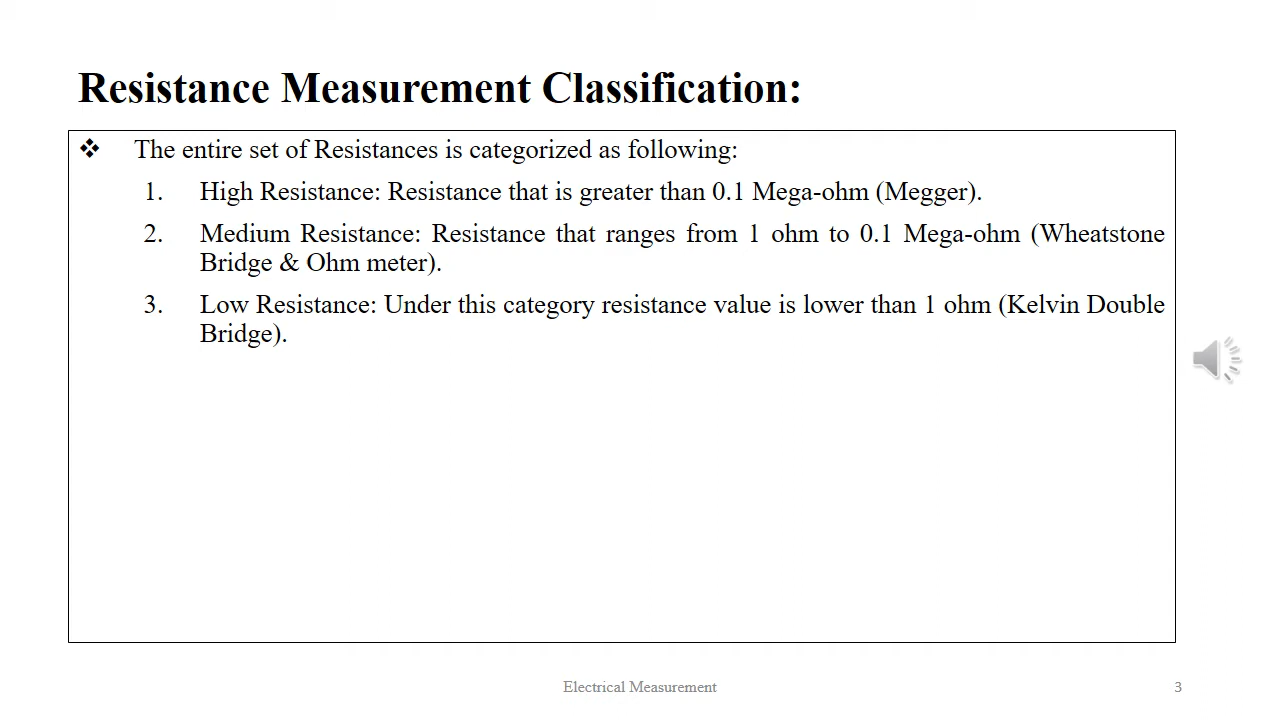 Resistance Measurement Classification:
❖ The entire set of Resistances is categorized as following:
1. High Resistance: Resistance that is greater than 0.1 Mega-ohm (Megger).
2. Medium Resistance: Resistance that ranges from 1 ohm to 0.1 Mega-ohm (Wheatstone
Bridge & Ohm meter).
3. Low Resistance: Under this category resistance value is lower than 1 ohm (Kelvin Double
Bridge).
Electrical Measurement
3